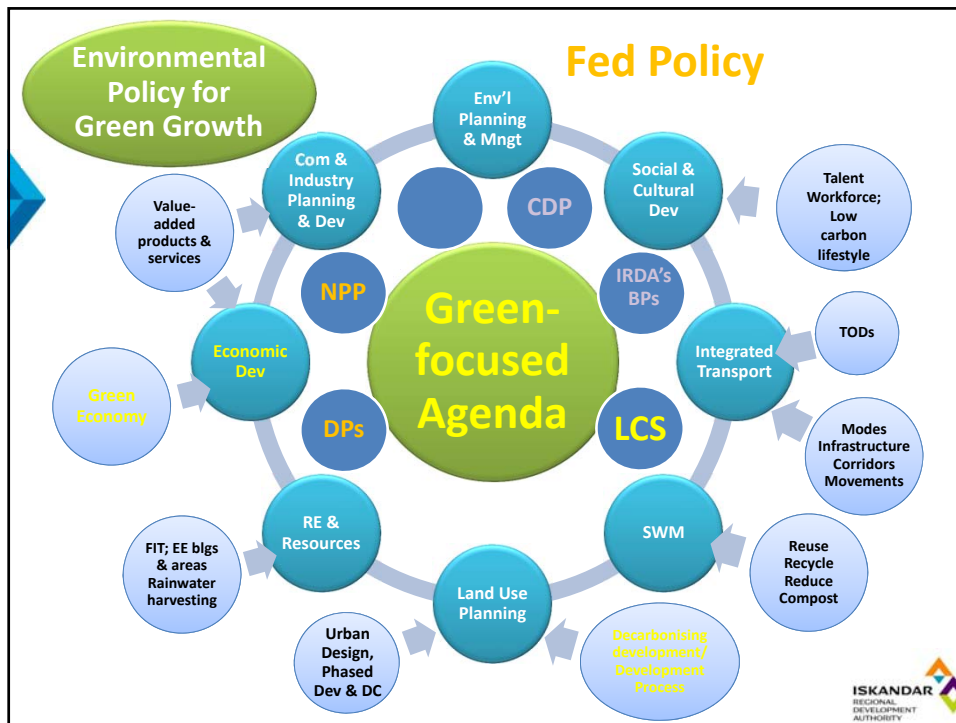 Environmental
Policy for
Green Growth
Fed Policy
Env'l
Planning
& Mngt
Com &
Industry
Planning
& Dev
Social &
Cultural
Dev
Talent
Workforce;
Low
carbon
lifestyle
Value-
added
products &
services
CDP
NPP
IRDA's
BPs
Green-
focused
Agenda
Economic
Dev
Integrated
Transport
TODs
Green
Economy
DPs
LCS
Modes
Infrastructure
Corridors
Movements
RE &
Resources
SWM
FIT; EE blgs
& areas
Rainwater
harvesting
Reuse
Recycle
Reduce
Compost
Land Use
Planning
Urban
Design,
Phased
Dev & DC
Decarbonising
development/
Development
Process
ISKANDAR
REGIONAL
DEVELOPMENT
AUTHORITY